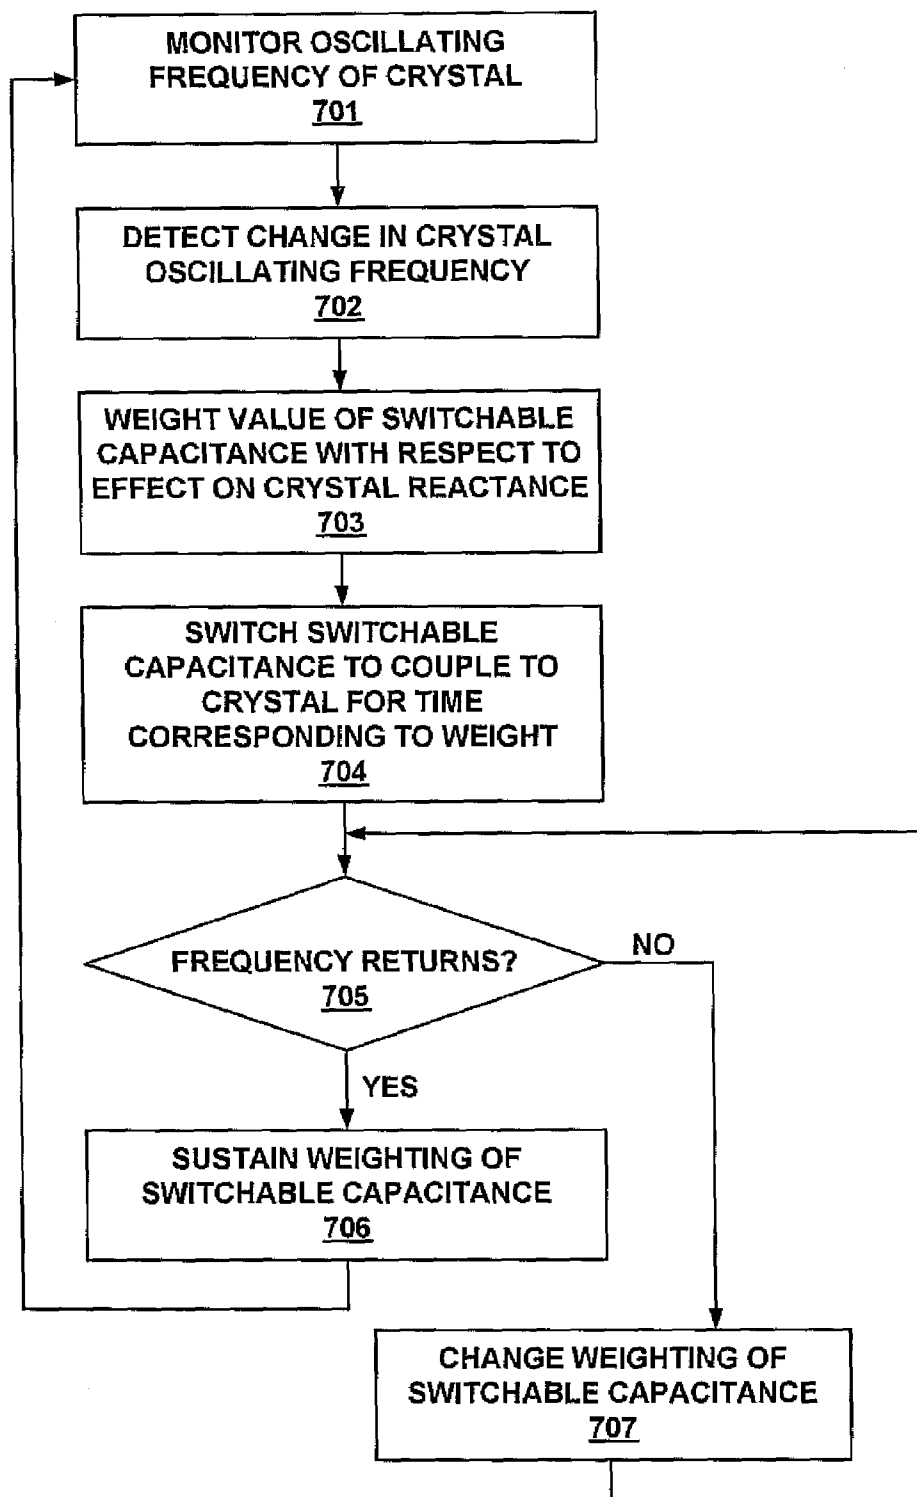 MONITOR OSCILLATING
FREQUENCY OF CRYSTAL
701
DETECT CHANGE IN CRYSTAL
OSCILLATING FREQUENCY
702
WEIGHT VALUE OF SWITCHABLE
CAPACITANCE WITH RESPECT TO
EFFECT ON CRYSTAL REACTANCE
703
SWITCH SWITCHABLE
CAPACITANCE TO COUPLE TO
CRYSTAL FOR TIME
CORRESPONDING TO WEIGHT
704
FREQUENCY RETURNS?
705
NO
YES
SUSTAIN WEIGHTING OF
SWITCHABLE CAPACITANCE
706
CHANGE WEIGHTING OF
SWITCHABLE CAPACITANCE
707